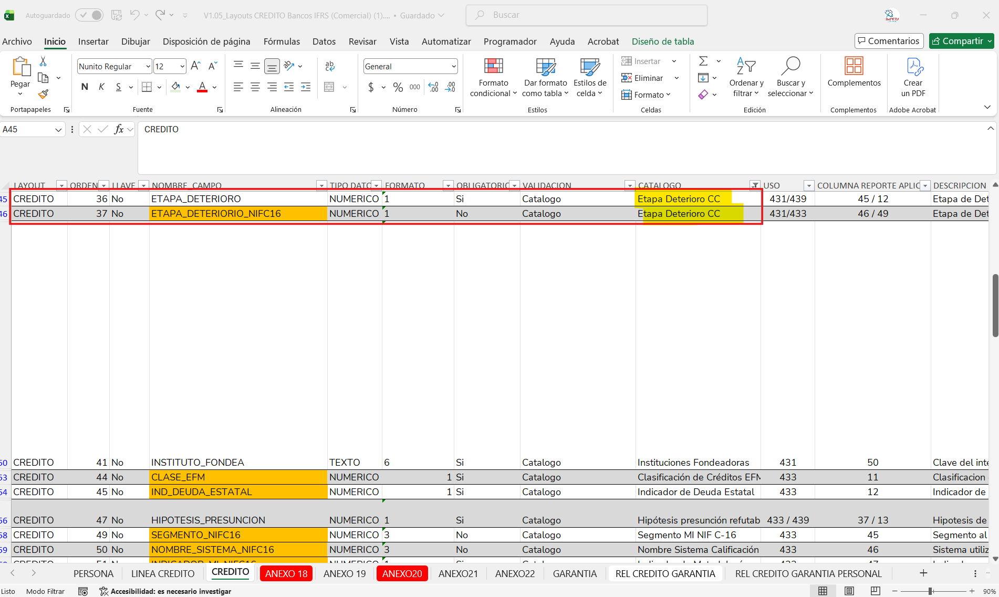 Autoguardado V1.05_Layouts CREDITO Bancos IFRS (Comercial) (1).... • Guardado Buscar
Archivo Inicio Insertar Dibujar Disposición de página Fórmulas Datos Revisar Vista Automatizar Programador Ayuda Acrobat Diseño de tabla Comentarios Compartir
Pegar
Portapapeles
Nunito Regular 12
N K S
Fuente
Alineación
General
$ % 000
Número
Formato condicional
Dar formato como tabla
Estilos de celda
Estilos
Insertar
Eliminar
Formato
Celdas
Ordenar y filtrar
Buscar y seleccionar
Edición
Complementos
Complementos
Crear un PDF
Adobe Acrobat
A45 fx CREDITO
LAYOUT ORDEN LLAVE NOMBRE_CAMPO TIPO DATO FORMATO OBLIGATORIO VALIDACION CATALOGO USO COLUMNA REPORTE APLIC DESCRIPCION
45 CREDITO 36 No ETAPA_DETERIORO NUMERICO 1 Si Catalogo Etapa Deterioro CC 431/439 45 / 12 Etapa de Det
46 CREDITO 37 No ETAPA_DETERIORIO_NIFC16 NUMERICO 1 No Catalogo Etapa Deterioro CC 431/433 46 / 49 Etapa de Det
50 CREDITO 41 No INSTITUTO_FONDEA TEXTO 6 Si Catalogo Instituciones Fondeadoras 431 50 Clave del inte
53 CREDITO 44 No CLASE_EFM NUMERICO 1 Si Catalogo Clasificación de Créditos EFM 433 11 Clasificacion
54 CREDITO 45 No IND_DEUDA_ESTATAL NUMERICO 1 Si Catalogo Indicador de Deuda Estatal 433 12 Indicador de
56 CREDITO 47 No HIPOTESIS_PRESUNCION NUMERICO 1 Si Catalogo Hipótesis presunción refutab 433 / 439 37 / 13 Hipotesis de
58 CREDITO 49 No SEGMENTO_NIFC16 NUMERICO 3 No Catalogo Segmento MI NIF C-16 433 45 Segmento al
59 CREDITO 50 No NOMBRE_SISTEMA_NIFC16 NUMERICO 3 No Catalogo Nombre Sistema Calificación 433 46 Sistema utiliz
PERSONA LINEA CREDITO CREDITO ANEXO 18 ANEXO 19 ANEXO20 ANEXO21 ANEXO22 GARANTIA REL CREDITO GARANTIA REL CREDITO GARANTIA PERSONAL
Listo Modo Filtrar Accesibilidad: es necesario investigar 90%